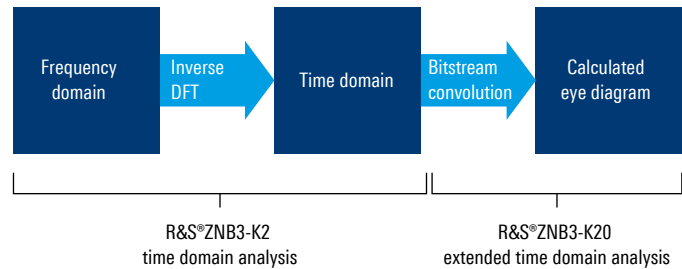 Frequency
domain
Inverse
DFT
Time domain
Bitstream
convolution
Calculated
eye diagram
R&S®ZNB3-K2
time domain analysis
R&S®ZNB3-K20
extended time domain analysis